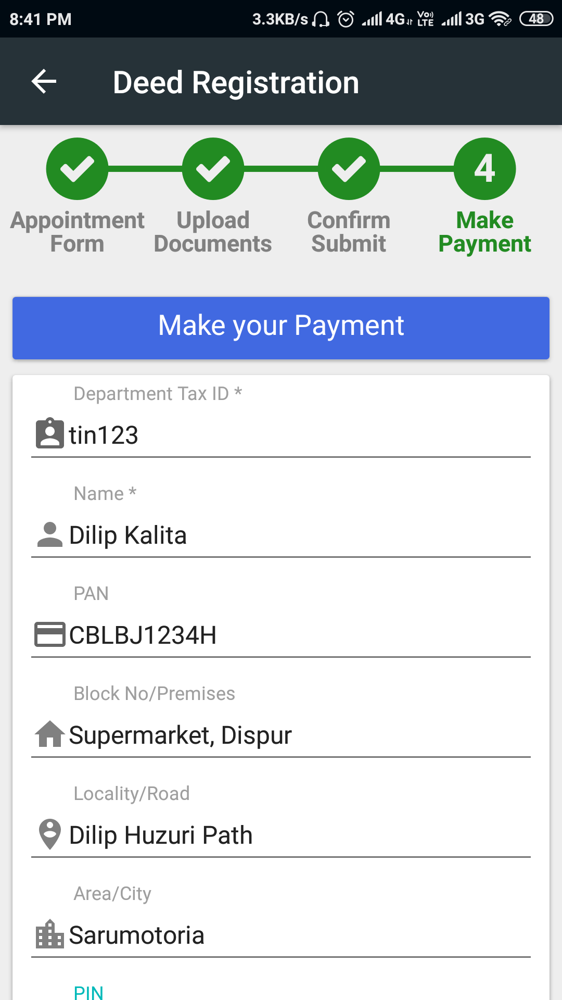 8:41 PM 3.3KB/s 4G VoLTE 3G 48
Deed Registration
4
Appointment Form
Upload Documents
Confirm Submit
Make Payment
Make your Payment
Department Tax ID *
tin123
Name *
Dilip Kalita
PAN
CBLBJ1234H
Block No/Premises
Supermarket, Dispur
Locality/Road
Dilip Huzuri Path
Area/City
Sarumotoria
PIN